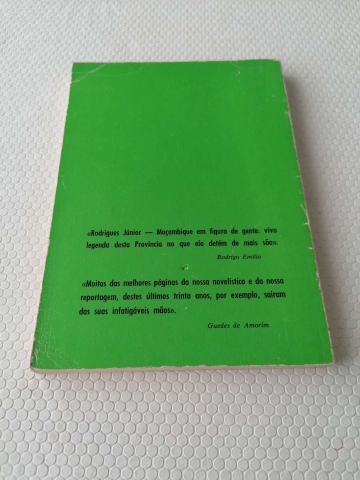 «Rodrigues Júnior — Moçambique em figura de gente: viva
legenda desta Província no que ela detém de mais são».
Rodrigo Emílio
«Muitas das melhores páginas da nossa novelística e da nossa
reportagem, destes últimos trinta anos, por exemplo, saíram
das suas infatigáveis mãos».
Guedes de Amorim